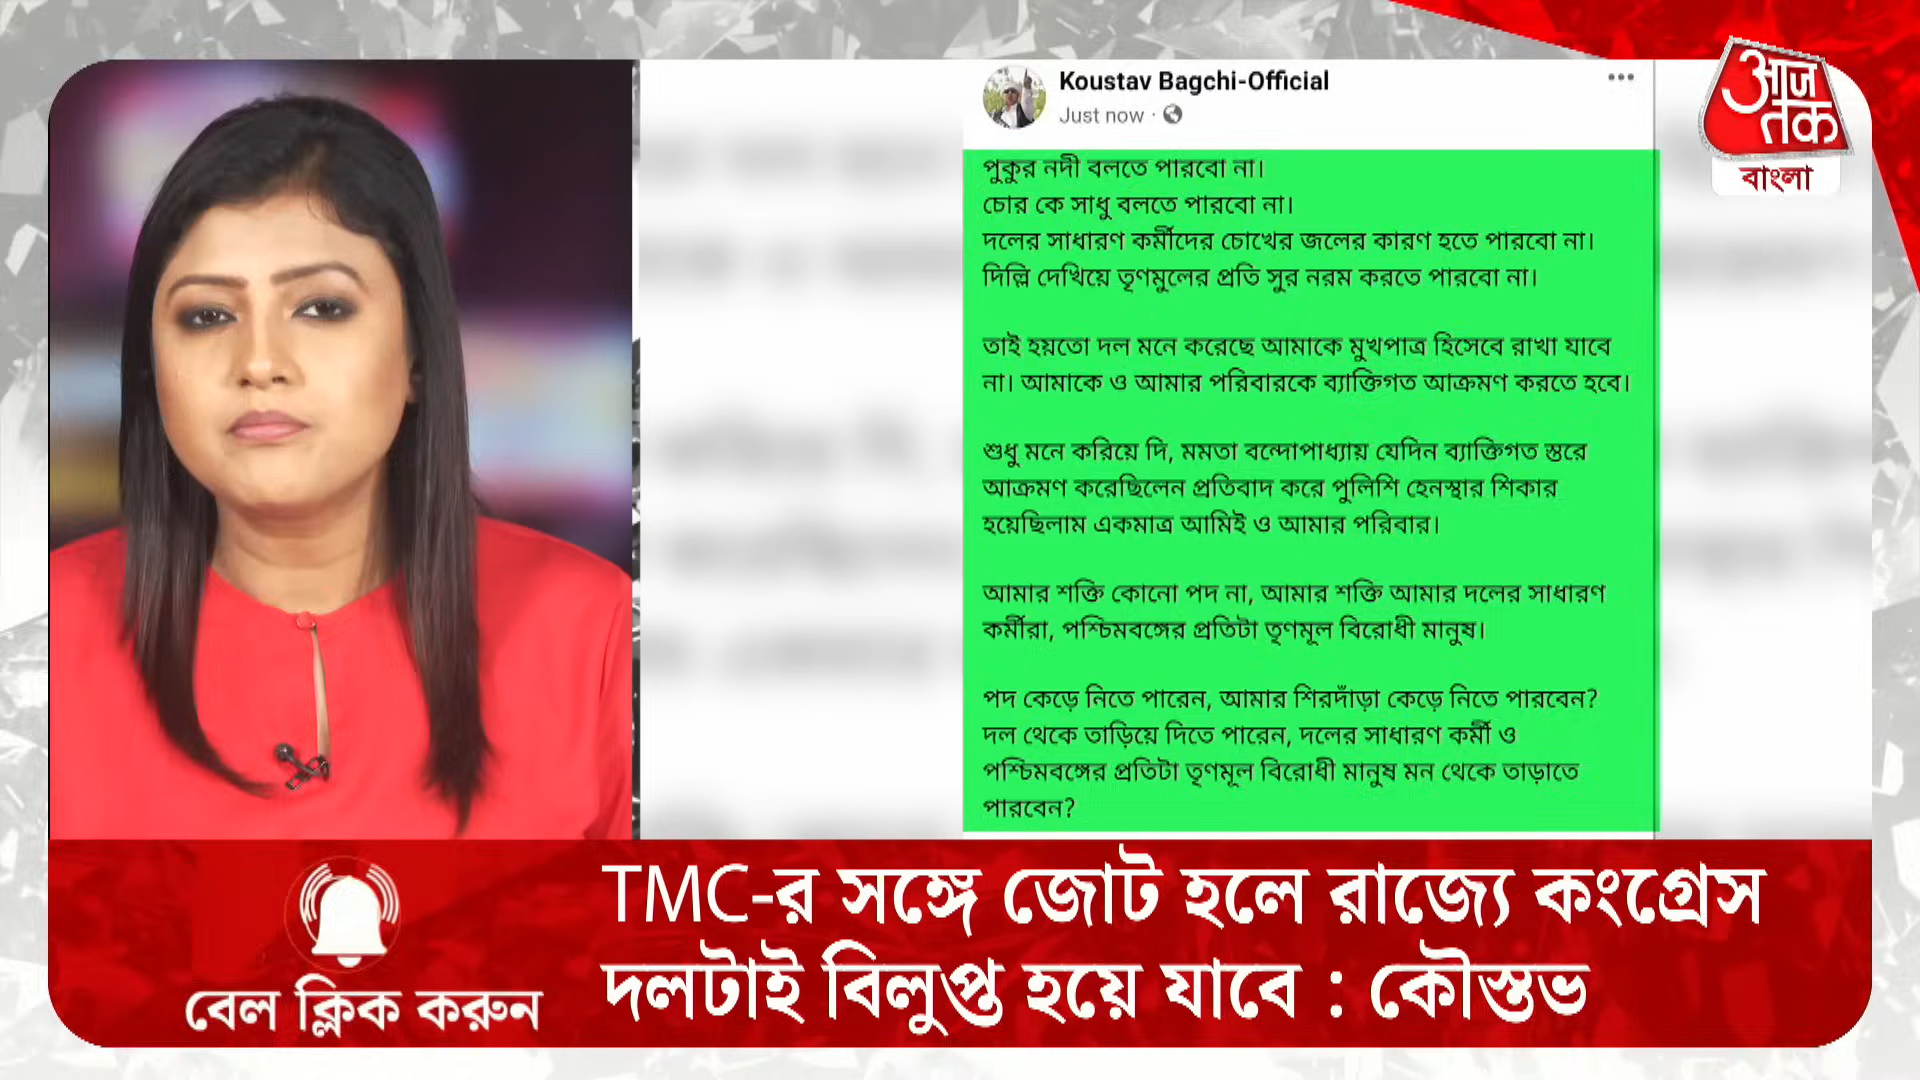 Koustav Bagchi-Official
Just now
পুকুর নদী বলতে পারবো না।
চোর কে সাধু বলতে পারবো না।
দলের সাধারণ কর্মীদের চোখের জলের কারণ হতে পারবো না।
দিল্লি দেখিয়ে তৃণমুলের প্রতি সুর নরম করতে পারবো না।
তাই হয়তো দল মনে করেছে আমাকে মুখপাত্র হিসেবে রাখা যাবে
না। আমাকে ও আমার পরিবারকে ব্যাক্তিগত আক্রমণ করতে হবে।
শুধু মনে করিয়ে দি, মমতা বন্দোপাধ্যায় যেদিন ব্যাক্তিগত স্তরে
আক্রমণ করেছিলেন প্রতিবাদ করে পুলিশি হেনস্থার শিকার
হয়েছিলাম একমাত্র আমিই ও আমার পরিবার।
আমার শক্তি কোনো পদ না, আমার শক্তি আমার দলের সাধারণ
কর্মীরা, পশ্চিমবঙ্গের প্রতিটা তৃণমূল বিরোধী মানুষ।
পদ কেড়ে নিতে পারেন, আমার শিরদাঁড়া কেড়ে নিতে পারবেন?
দল থেকে তাড়িয়ে দিতে পারেন, দলের সাধারণ কর্মী ও
পশ্চিমবঙ্গের প্রতিটা তৃণমূল বিরোধী মানুষ মন থেকে তাড়াতে
পারবেন?
आज
तक
বাংলা
বেল ক্লিক করুন
TMC-র সঙ্গে জোট হলে রাজ্যে কংগ্রেস
দলটাই বিলুপ্ত হয়ে যাবে : কৌস্তভ